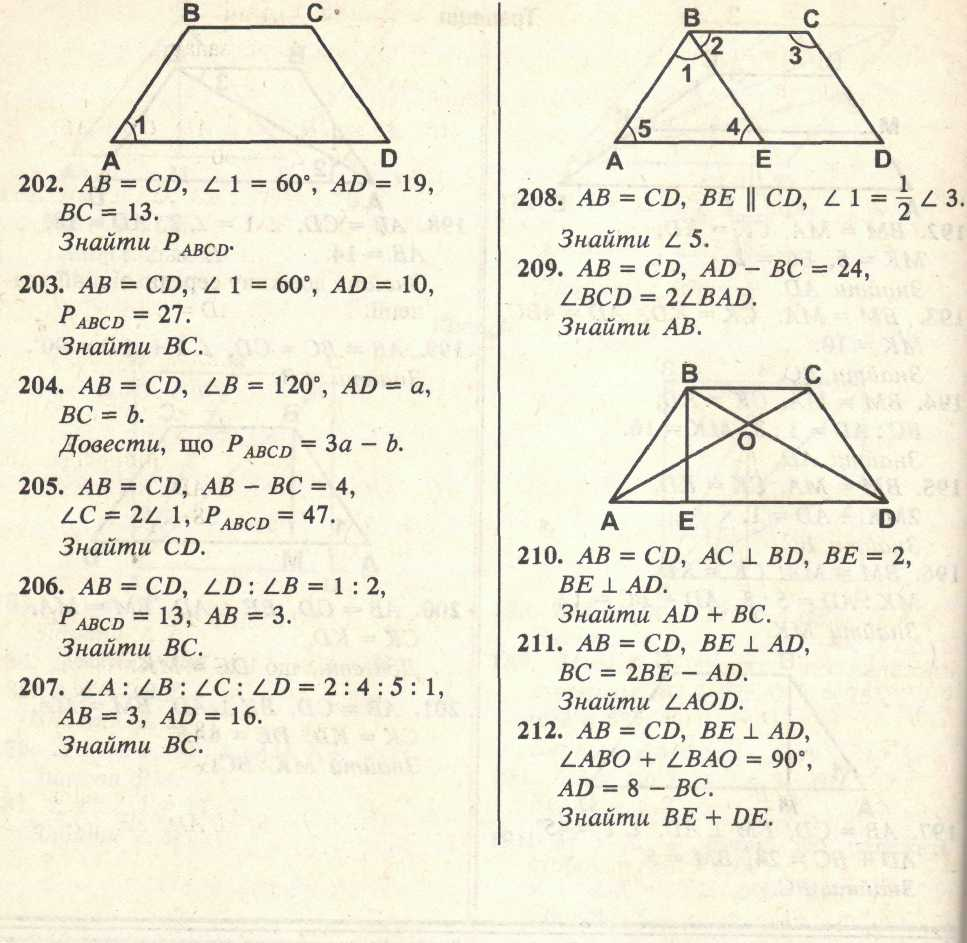 B C
1
A D
202. AB = CD, ∠ 1 = 60°, AD = 19,
BC = 13.
Знайти P_ABCD.
203. AB = CD, ∠ 1 = 60°, AD = 10,
P_ABCD = 27.
Знайти BC.
204. AB = CD, ∠B = 120°, AD = a,
BC = b.
Довести, що P_ABCD = 3a − b.
205. AB = CD, AB − BC = 4,
∠C = 2∠ 1, P_ABCD = 47.
Знайти CD.
206. AB = CD, ∠D : ∠B = 1 : 2,
P_ABCD = 13, AB = 3.
Знайти BC.
207. ∠A : ∠B : ∠C : ∠D = 2 : 4 : 5 : 1,
AB = 3, AD = 16.
Знайти BC.
B C
2
1 3
5 4
A E D
208. AB = CD, BE ∥ CD, ∠ 1 = 1/2 ∠ 3.
Знайти ∠ 5.
209. AB = CD, AD − BC = 24,
∠BCD = 2∠BAD.
Знайти AB.
B C
O
A E D
210. AB = CD, AC ⊥ BD, BE = 2,
BE ⊥ AD.
Знайти AD + BC.
211. AB = CD, BE ⊥ AD,
BC = 2BE − AD.
Знайти ∠AOD.
212. AB = CD, BE ⊥ AD,
∠ABO + ∠BAO = 90°,
AD = 8 − BC.
Знайти BE + DE.